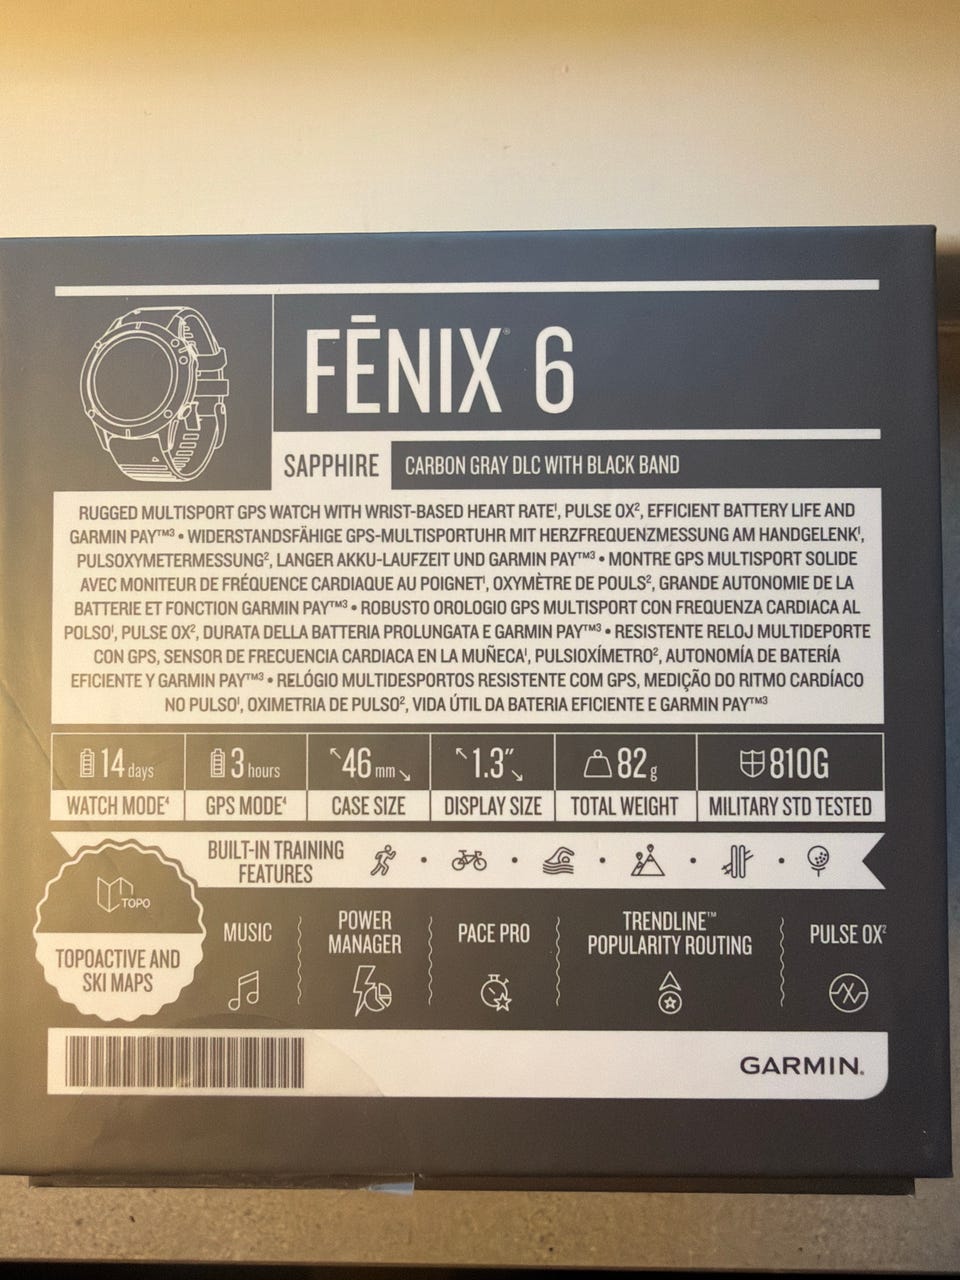 FĒNIX® 6
SAPPHIRE
CARBON GRAY DLC WITH BLACK BAND
RUGGED MULTISPORT GPS WATCH WITH WRIST-BASED HEART RATE¹, PULSE OX², EFFICIENT BATTERY LIFE AND
GARMIN PAY™³ • WIDERSTANDSFÄHIGE GPS-MULTISPORTUHR MIT HERZFREQUENZMESSUNG AM HANDGELENK¹,
PULSOXYMETERMESSUNG², LANGER AKKU-LAUFZEIT UND GARMIN PAY™³ • MONTRE GPS MULTISPORT SOLIDE
AVEC MONITEUR DE FRÉQUENCE CARDIAQUE AU POIGNET¹, OXYMÈTRE DE POULS², GRANDE AUTONOMIE DE LA
BATTERIE ET FONCTION GARMIN PAY™³ • ROBUSTO OROLOGIO GPS MULTISPORT CON FREQUENZA CARDIACA AL
POLSO¹, PULSE OX², DURATA DELLA BATTERIA PROLUNGATA E GARMIN PAY™³ • RESISTENTE RELOJ MULTIDEPORTE
CON GPS, SENSOR DE FRECUENCIA CARDIACA EN LA MUÑECA¹, PULSIOXÍMETRO², AUTONOMÍA DE BATERÍA
EFICIENTE Y GARMIN PAY™³ • RELÓGIO MULTIDESPORTOS RESISTENTE COM GPS, MEDIÇÃO DO RITMO CARDÍACO
NO PULSO¹, OXIMETRIA DE PULSO², VIDA ÚTIL DA BATERIA EFICIENTE E GARMIN PAY™³
14 days
WATCH MODE⁴
3 hours
GPS MODE⁴
46 mm
CASE SIZE
1.3″
DISPLAY SIZE
82 g
TOTAL WEIGHT
810G
MILITARY STD TESTED
BUILT-IN TRAINING
FEATURES
TOPO
TOPOACTIVE AND
SKI MAPS
MUSIC
POWER
MANAGER
PACE PRO
TRENDLINE™
POPULARITY ROUTING
PULSE OX²
GARMIN.